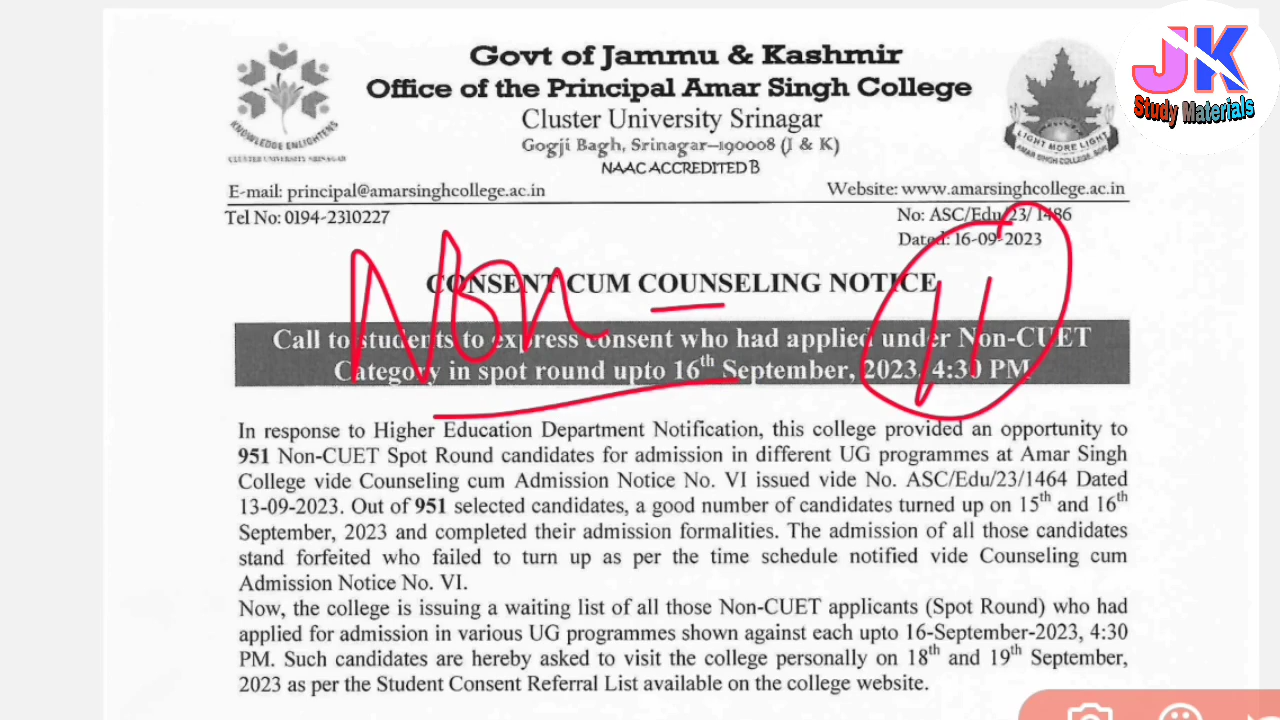 Govt of Jammu & Kashmir
Office of the Principal Amar Singh College
Cluster University Srinagar
Gogji Bagh, Srinagar–190008 (J & K)
NAAC ACCREDITED B
KNOWLEDGE ENLIGHTENS
CLUSTER UNIVERSITY SRINAGAR
LIGHT MORE LIGHT
AMAR SINGH COLLEGE, SGR
JK
Study Materials
E-mail: principal@amarsinghcollege.ac.in
Website: www.amarsinghcollege.ac.in
Tel No: 0194-2310227
No: ASC/Edu/23/1486
Dated: 16-09-2023
CONSENT CUM COUNSELING NOTICE
Non
11
Call to students to express consent who had applied under Non-CUET
Category in spot round upto 16th September, 2023, 4:30 PM
In response to Higher Education Department Notification, this college provided an opportunity to
951 Non-CUET Spot Round candidates for admission in different UG programmes at Amar Singh
College vide Counseling cum Admission Notice No. VI issued vide No. ASC/Edu/23/1464 Dated
13-09-2023. Out of 951 selected candidates, a good number of candidates turned up on 15th and 16th
September, 2023 and completed their admission formalities. The admission of all those candidates
stand forfeited who failed to turn up as per the time schedule notified vide Counseling cum
Admission Notice No. VI.
Now, the college is issuing a waiting list of all those Non-CUET applicants (Spot Round) who had
applied for admission in various UG programmes shown against each upto 16-September-2023, 4:30
PM. Such candidates are hereby asked to visit the college personally on 18th and 19th September,
2023 as per the Student Consent Referral List available on the college website.